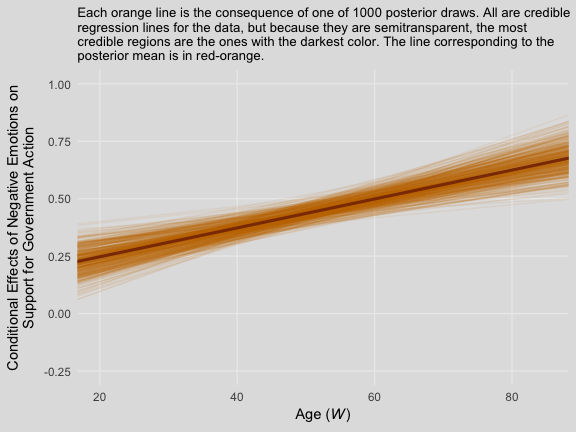 Each orange line is the consequence of one of 1000 posterior draws. All are credible
regression lines for the data, but because they are semitransparent, the most
credible regions are the ones with the darkest color. The line corresponding to the
posterior mean is in red-orange.
Conditional Effects of Negative Emotions on
Support for Government Action
1.00
0.75
0.50
0.25
0.00
-0.25
20
40
60
80
Age (W)